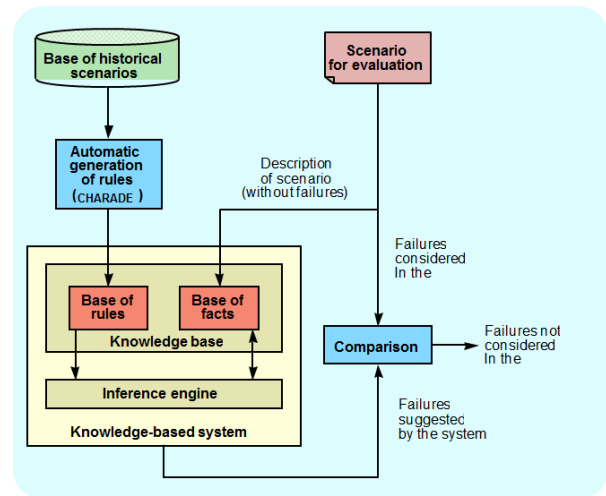 Base of historical
scenarios
Scenario
for evaluation
Automatic
generation
of rules
(CHARADE )
Description
of scenario
(without failures)
Failures
considered
In the
Base of
rules
Base of
facts
Knowledge base
Inference engine
Knowledge-based system
Comparison
Failures not
considered
In the
Failures
suggested
by the system